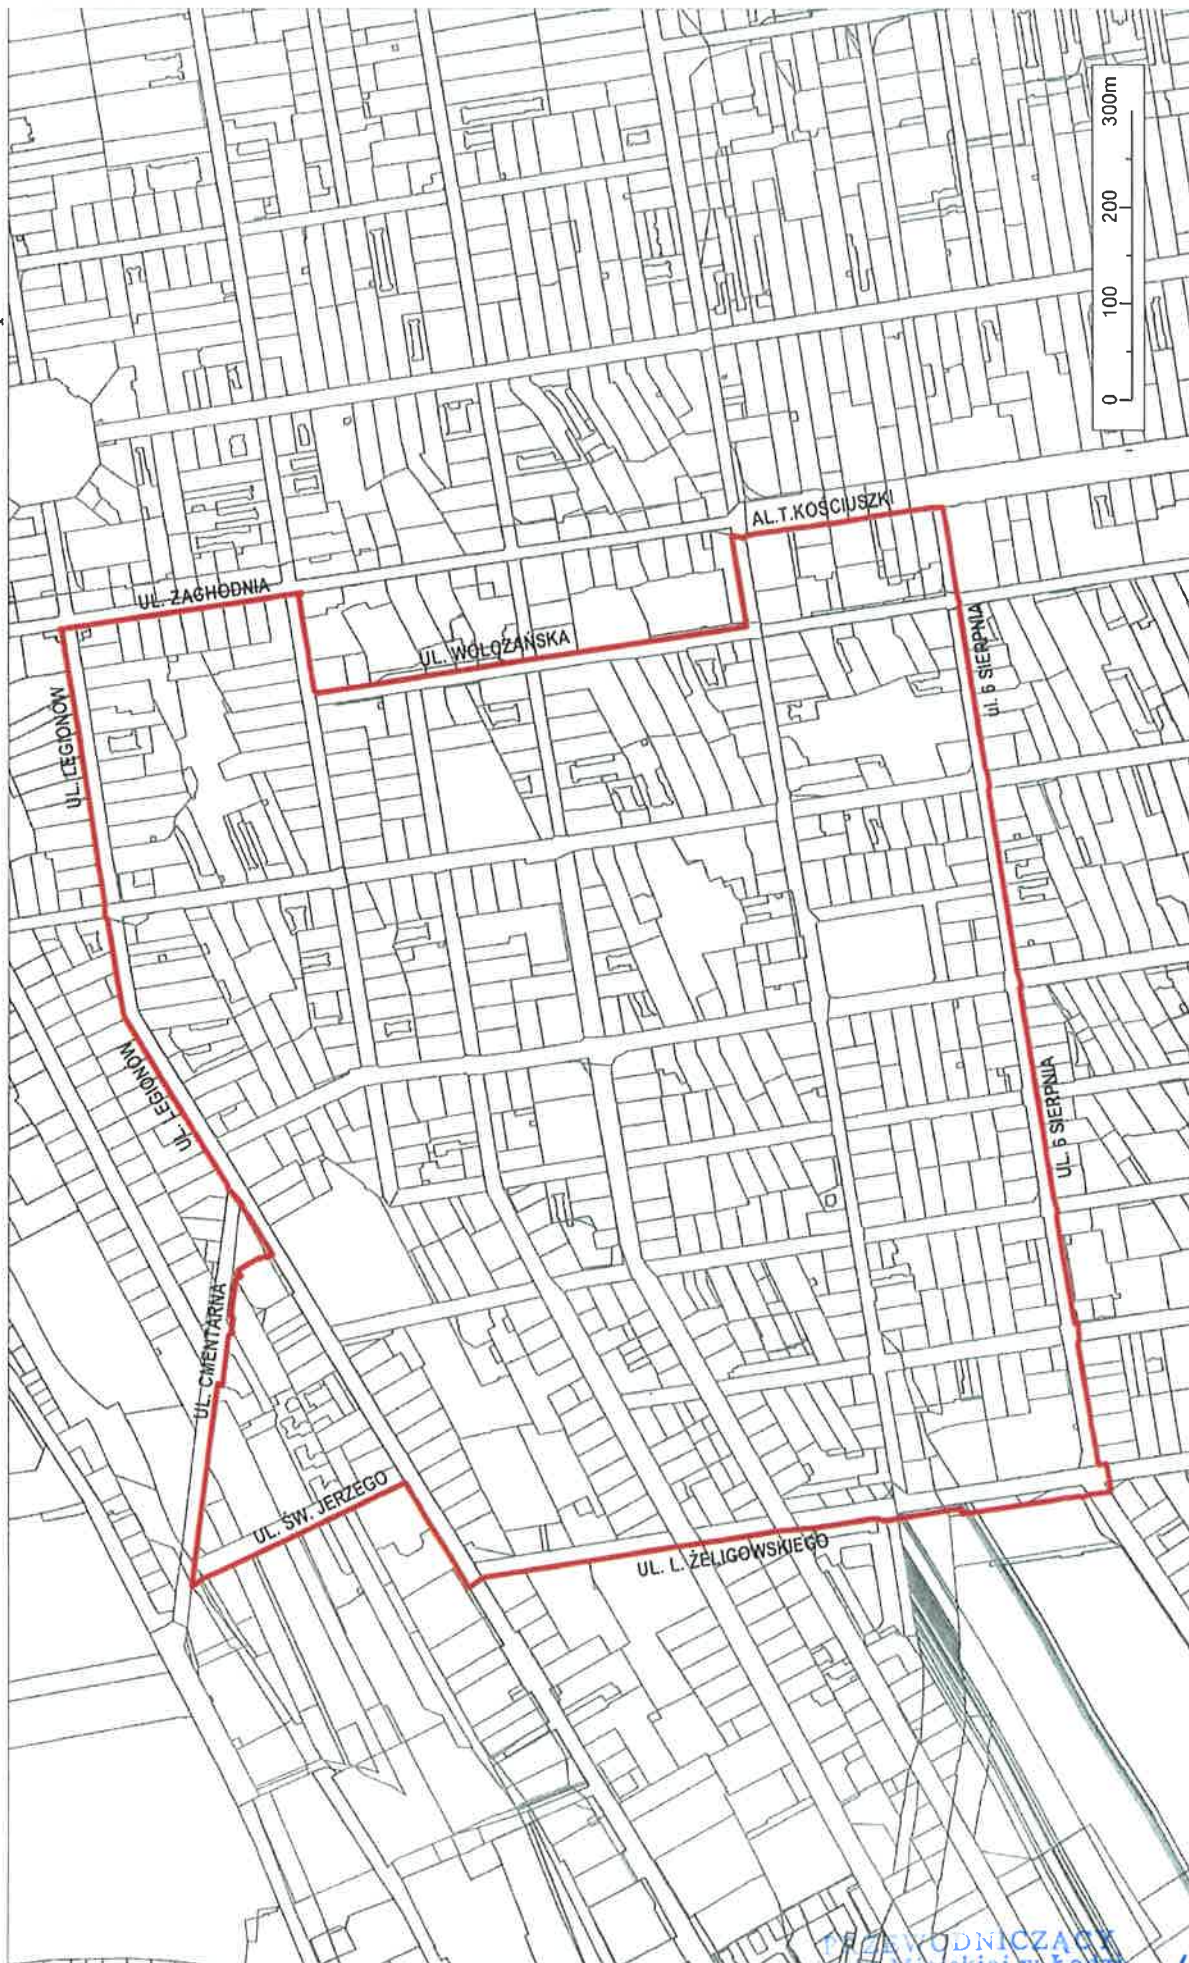 UL. ZACHODNIA
UL. LEGIONÓW
UL. WÓLCZAŃSKA
AL.T.KOŚCIUSZKI
ul. 6 SIERPNIA
UL. LEGIONÓW
UL. 6 SIERPNIA
UL. CMENTARNA
UL. ŚW. JERZEGO
UL. L. ŻELIGOWSKIEGO
0 100 200 300m
PRZEWODNICZĄCY